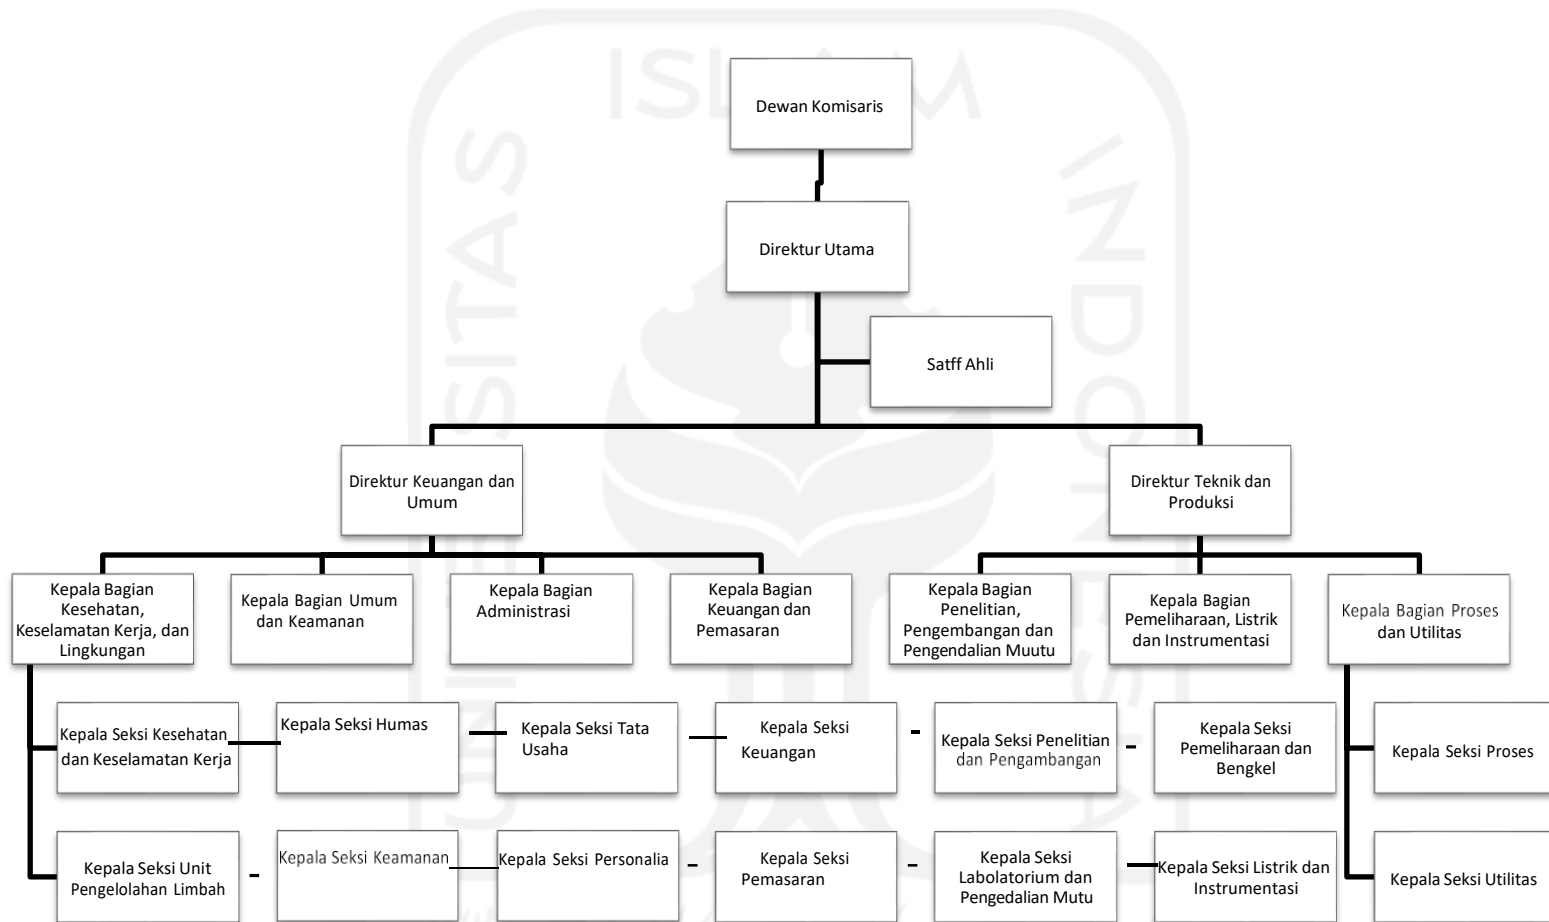 ISLAM
UNIVERSITAS
INDONESIA
Dewan Komisaris
Direktur Utama
Satff Ahli
Direktur Keuangan dan
Umum
Direktur Teknik dan
Produksi
Kepala Bagian
Kesehatan,
Keselamatan Kerja, dan
Lingkungan
Kepala Bagian Umum
dan Keamanan
Kepala Bagian
Administrasi
Kepala Bagian
Keuangan dan
Pemasaran
Kepala Bagian
Penelitian,
Pengembangan dan
Pengendalian Muutu
Kepala Bagian
Pemeliharaan, Listrik
dan Instrumentasi
Kepala Bagian Proses
dan Utilitas
Kepala Seksi Kesehatan
dan Keselamatan Kerja
Kepala Seksi Humas
Kepala Seksi Tata
Usaha
Kepala Seksi
Keuangan
Kepala Seksi Penelitian
dan Pengambangan
Kepala Seksi
Pemeliharaan dan
Bengkel
Kepala Seksi Proses
Kepala Seksi Unit
Pengelolahan Limbah
Kepala Seksi Keamanan
Kepala Seksi Personalia
Kepala Seksi
Pemasaran
Kepala Seksi
Labolatorium dan
Pengedalian Mutu
Kepala Seksi Listrik dan
Instrumentasi
Kepala Seksi Utilitas